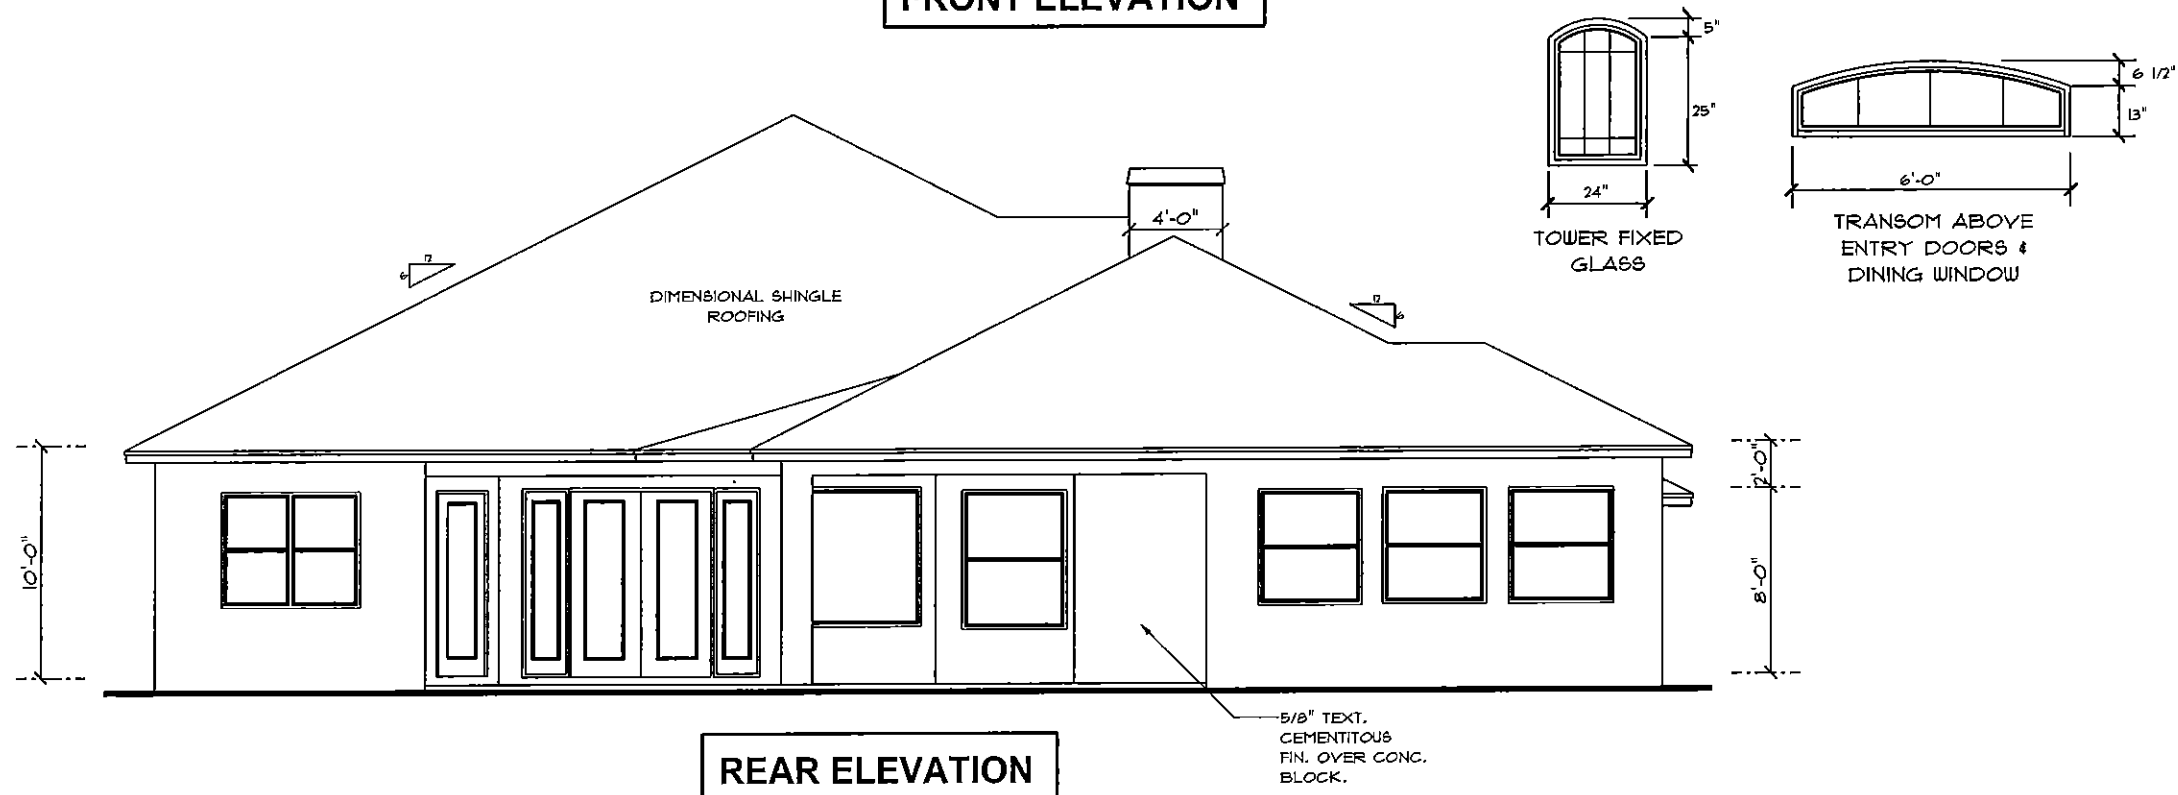 FRONT ELEVATION
5"
25"
24"
TOWER FIXED
GLASS
6 1/2"
13"
6'-0"
TRANSOM ABOVE
ENTRY DOORS &
DINING WINDOW
4'-0"
12
6
DIMENSIONAL SHINGLE
ROOFING
12
6
10'-0"
2'-0"
8'-0"
5/8" TEXT.
CEMENTITOUS
FIN. OVER CONC.
BLOCK.
REAR ELEVATION